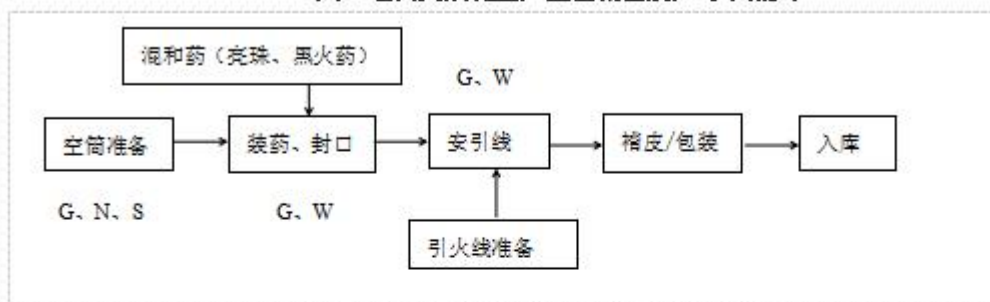 混和药（亮珠、黑火药）
G、W
空筒准备
装药、封口
安引线
褙皮/包装
入库
G、N、S
G、W
引火线准备